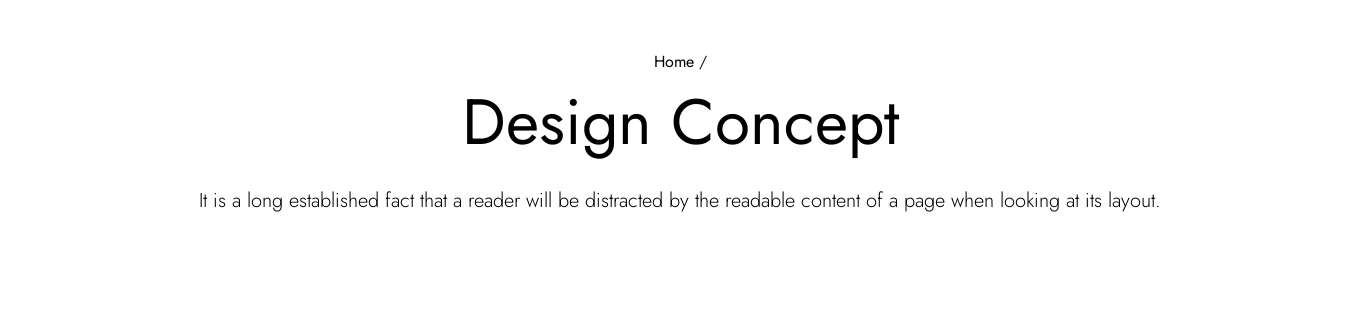 Home /
Design Concept
It is a long established fact that a reader will be distracted by the readable content of a page when looking at its layout.